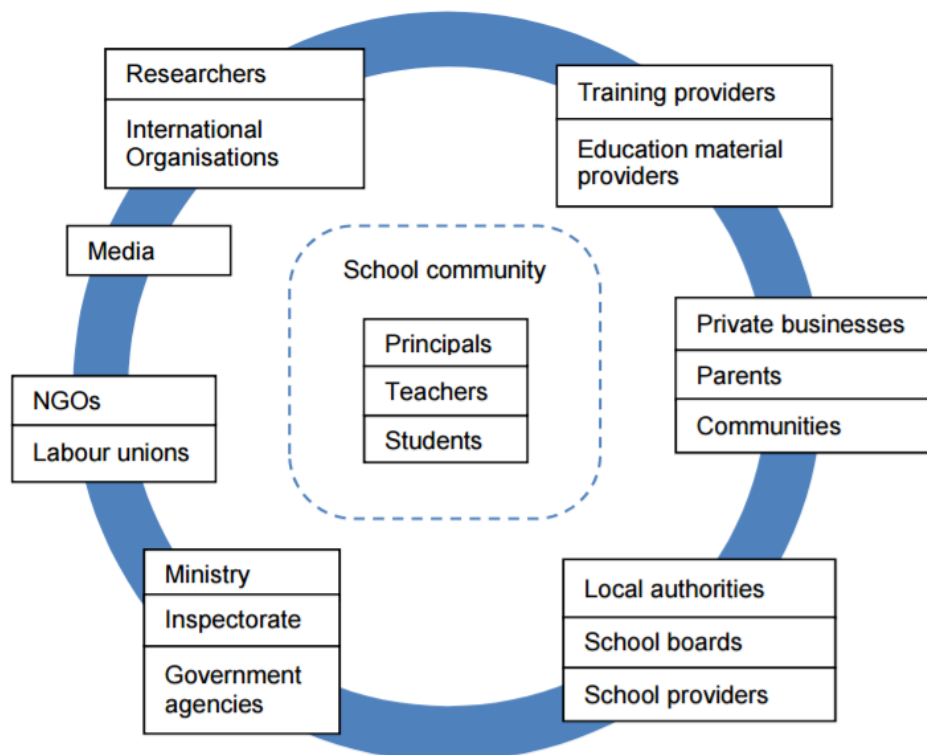 Researchers
International
Organisations
Training providers
Education material
providers
Media
School community
Principals
Teachers
Students
Private businesses
Parents
Communities
NGOs
Labour unions
Ministry
Inspectorate
Government
agencies
Local authorities
School boards
School providers